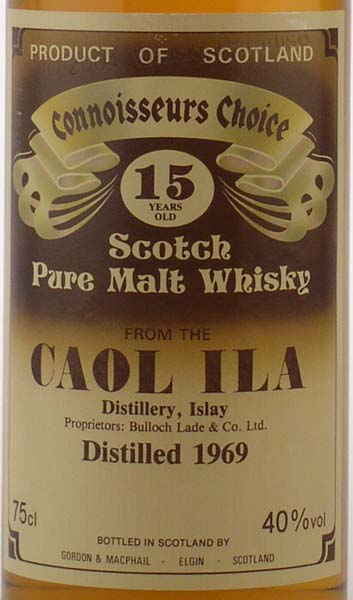 PRODUCT OF SCOTLAND
Connoisseurs Choice
15
YEARS
OLD
Scotch
Pure Malt Whisky
FROM THE
CAOL ILA
Distillery, Islay
Proprietors: Bulloch Lade & Co. Ltd.
Distilled 1969
75cl 40%vol
BOTTLED IN SCOTLAND BY
GORDON & MACPHAIL · ELGIN · SCOTLAND